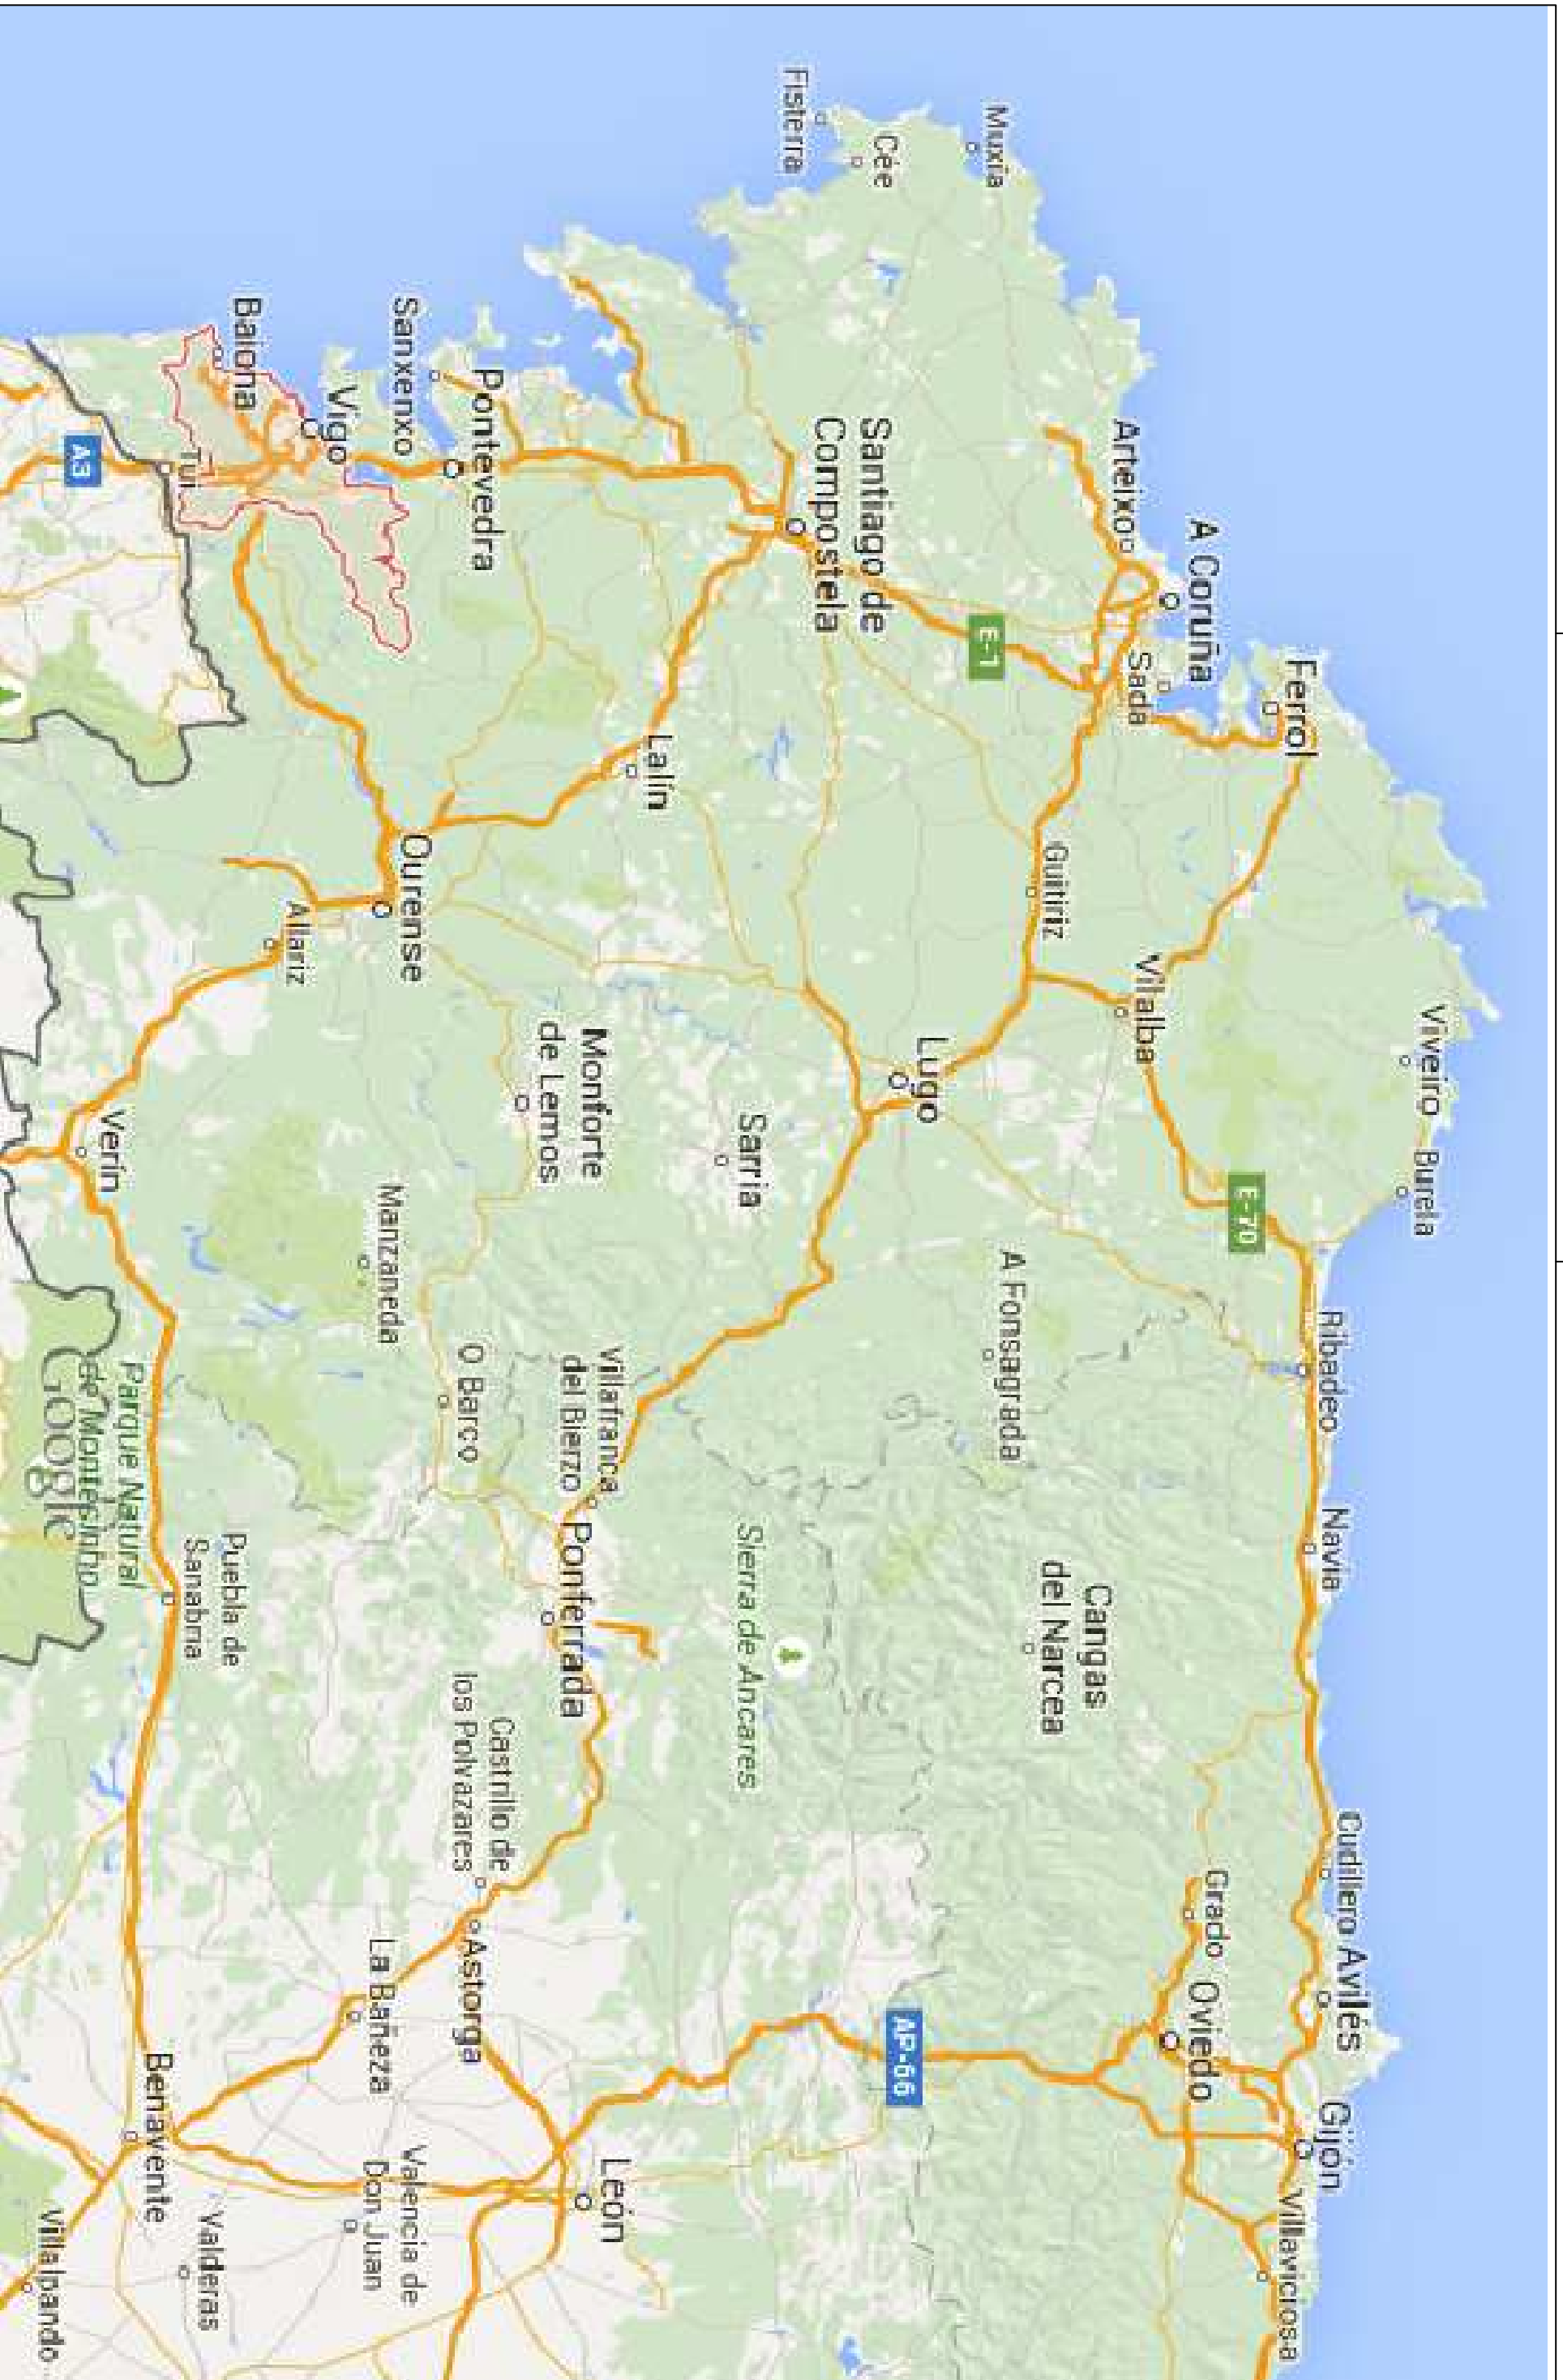 Viveiro
Burela
Ribadeo
Navia
Cudillero
Avilés
Gijón
Villaviciosa
Ferrol
E-70
Grado
Oviedo
A Coruña
Sada
Arteixo
Vilalba
Guitiriz
Cangas
del Narcea
Muxía
E-1
A Fonsagrada
Cée
Fisterra
Santiago de
Compostela
Lugo
AP-66
Sarria
Sierra de Ancares
Lalín
Monforte
de Lemos
Villafranca
del Bierzo
Ponferrada
León
Pontevedra
Sanxenxo
O Barco
Castrillo de
los Polvazares
Astorga
Ourense
Manzaneda
La Bañeza
Valencia de
Don Juan
Vigo
Baiona
Allariz
Tui
Puebla de
Sanabria
Benavente
Valderas
A3
Verín
Parque Natural
de Montesinho
Google
Villalpando